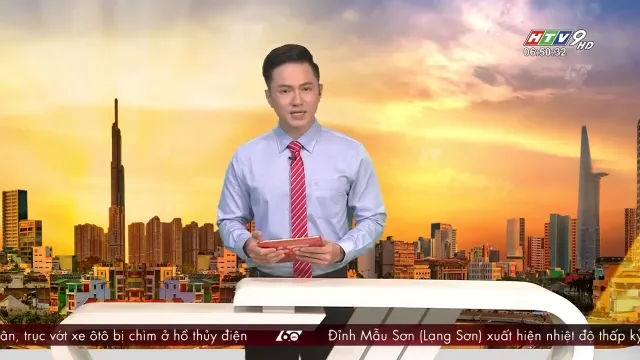 HTV9 HD
06:50:32
ân, trục vớt xe ôtô bị chìm ở hồ thủy điện
60
Đỉnh Mẫu Sơn (Lạng Sơn) xuất hiện nhiệt độ thấp k